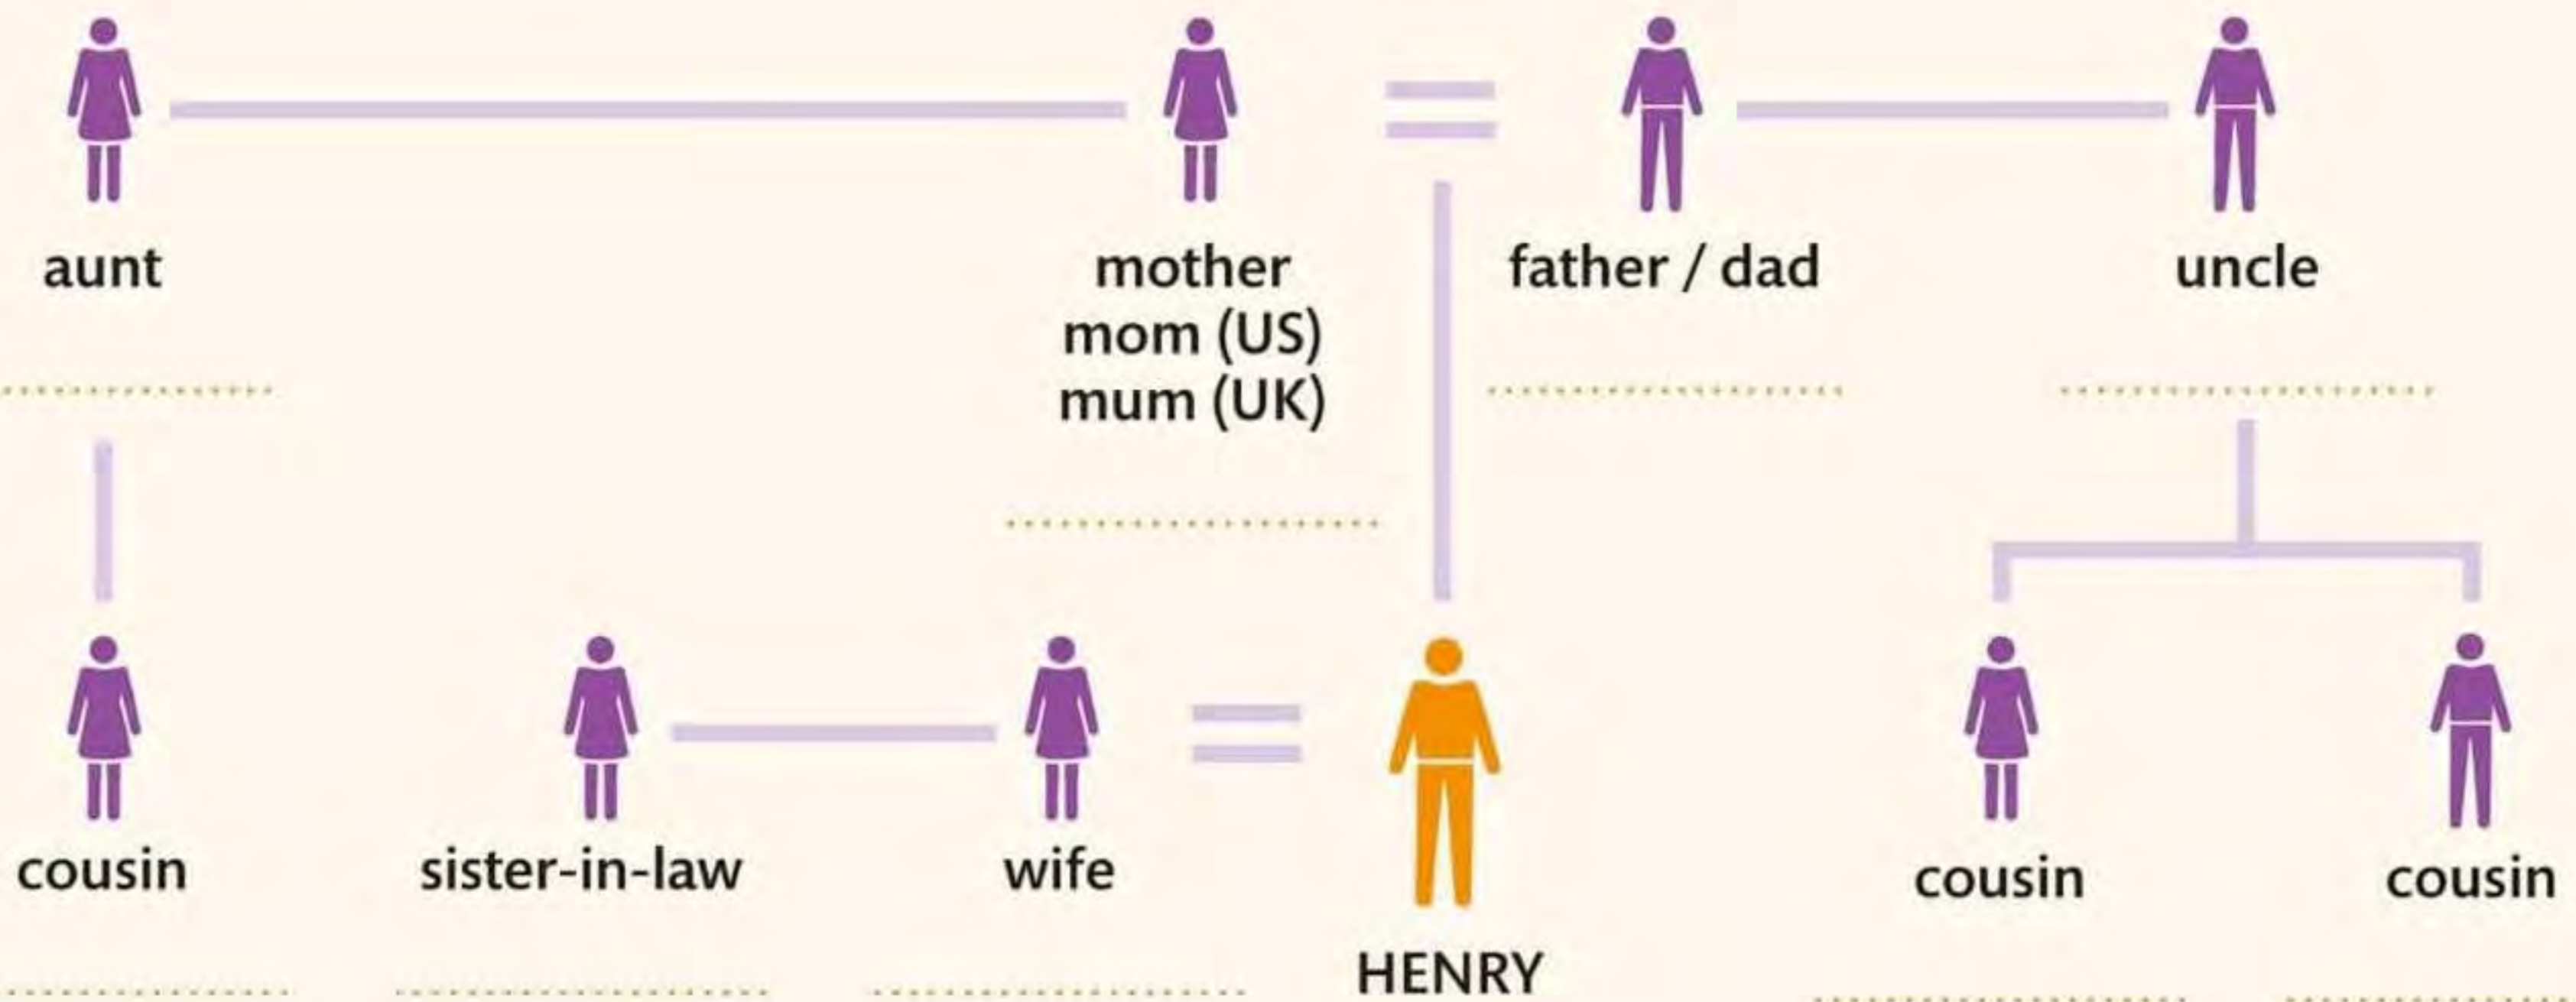 aunt
mother
mom (US)
mum (UK)
father / dad
uncle
cousin
sister-in-law
wife
HENRY
cousin
cousin